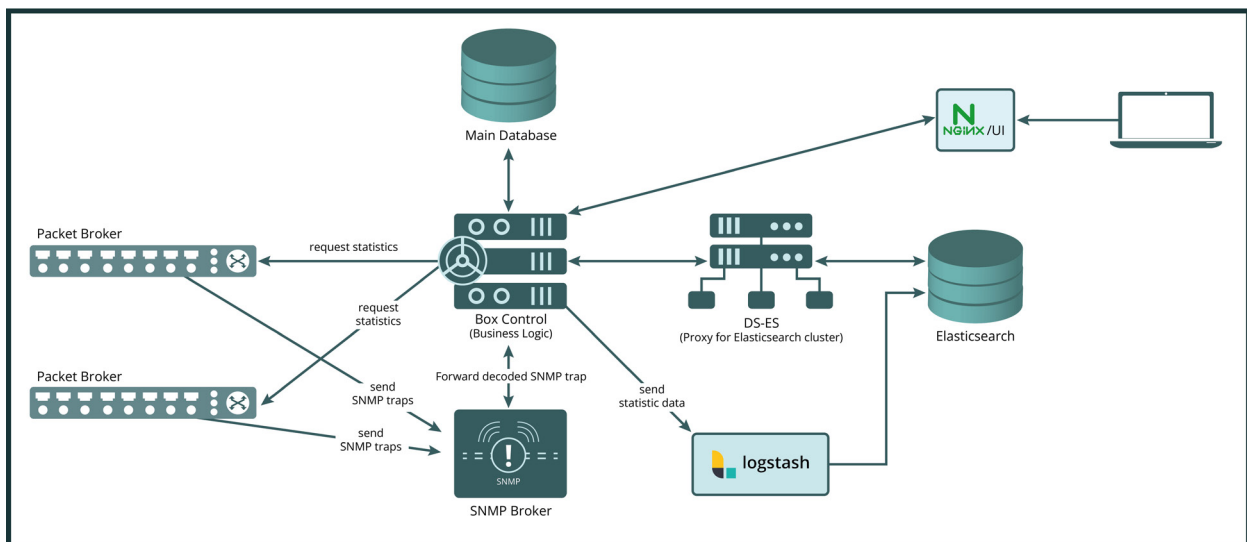 Main Database
NGINX /UI
Packet Broker
request statistics
request
statistics
Box Control
(Business Logic)
DS-ES
(Proxy for Elasticsearch cluster)
Elasticsearch
Packet Broker
send
SNMP traps
Forward decoded SNMP trap
send
statistic data
send
SNMP traps
SNMP
SNMP Broker
logstash